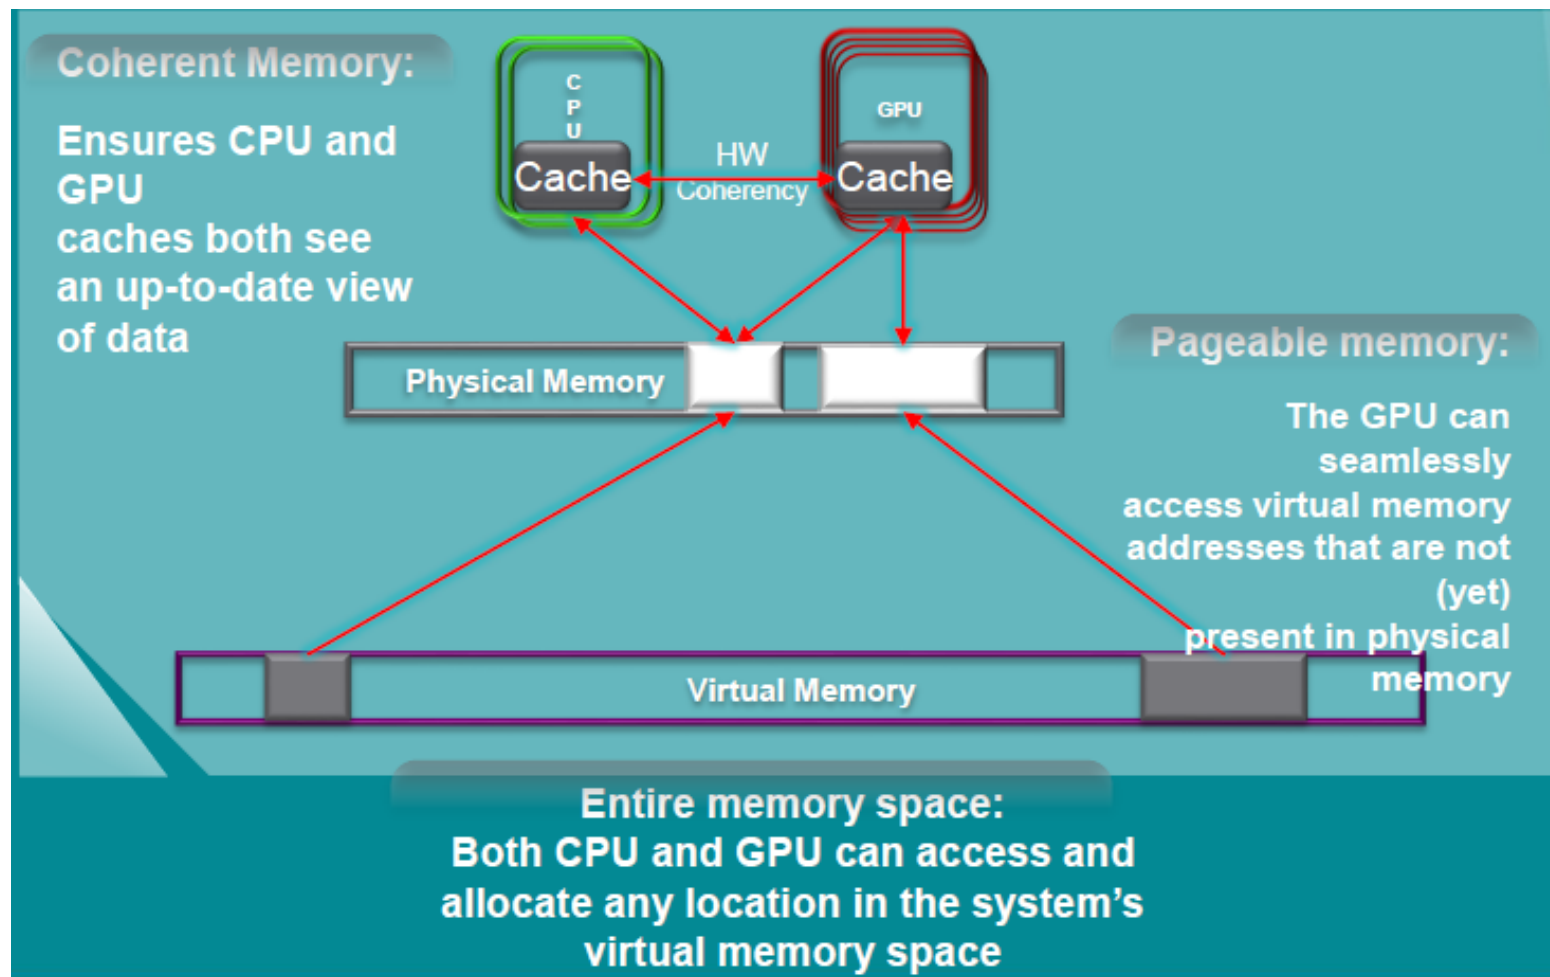 Coherent Memory:
Ensures CPU and
GPU
caches both see
an up-to-date view
of data
C
P
U
Cache
HW
Coherency
GPU
Cache
Physical Memory
Pageable memory:
The GPU can
seamlessly
access virtual memory
addresses that are not
(yet)
present in physical
memory
Virtual Memory
Entire memory space:
Both CPU and GPU can access and
allocate any location in the system’s
virtual memory space